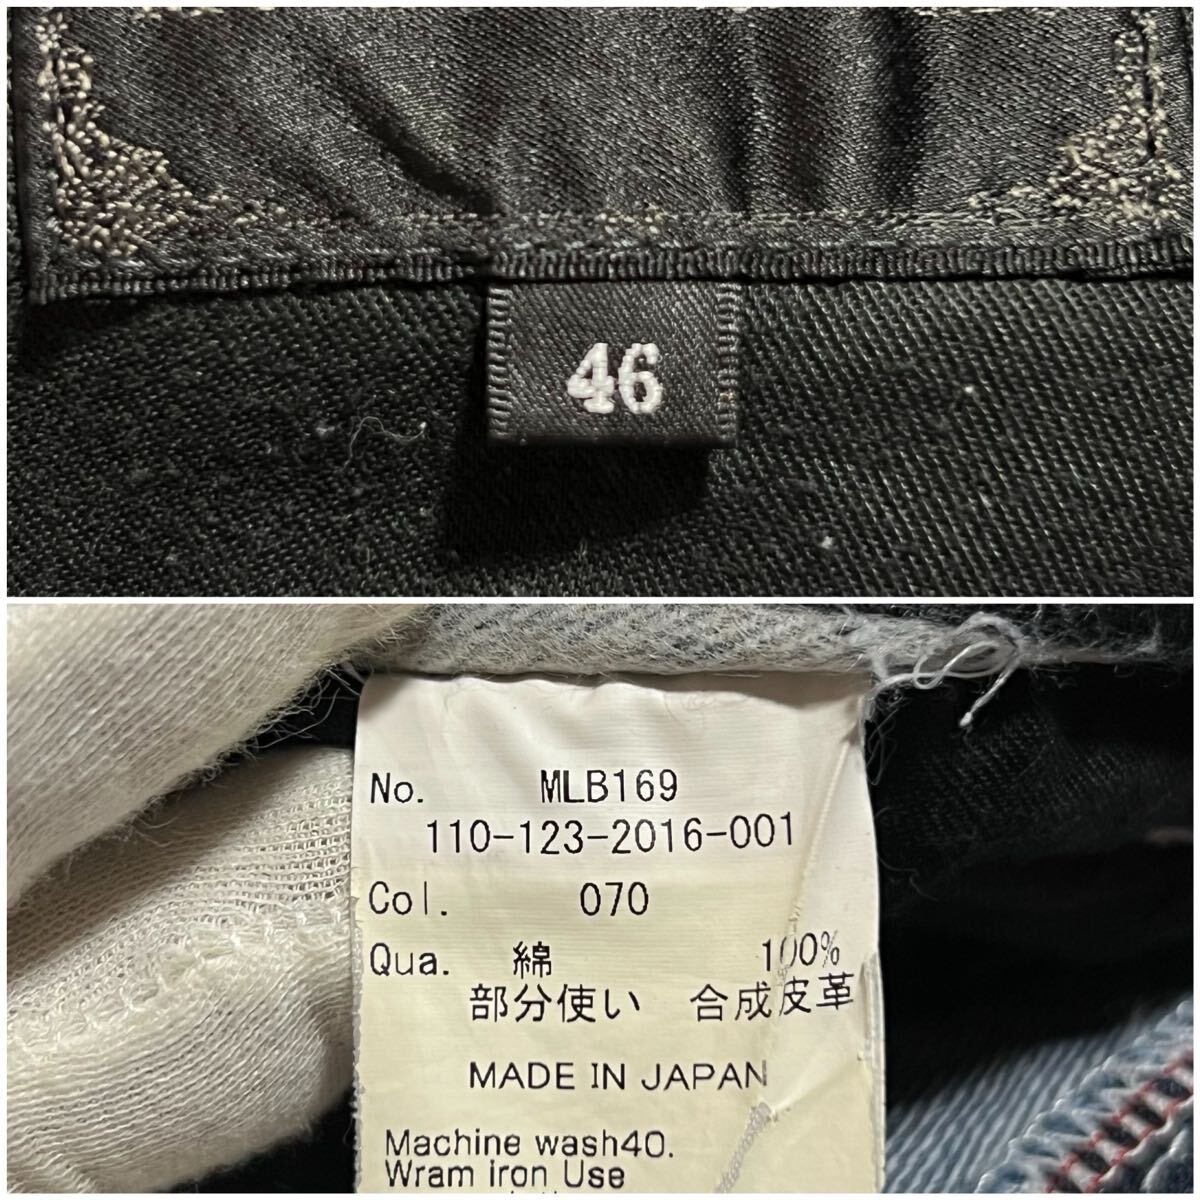 46
No. MLB169
110-123-2016-001
Col. 070
Qua. 綿 100%
部分使い 合成皮革
MADE IN JAPAN
Machine wash40.
Wram iron Use